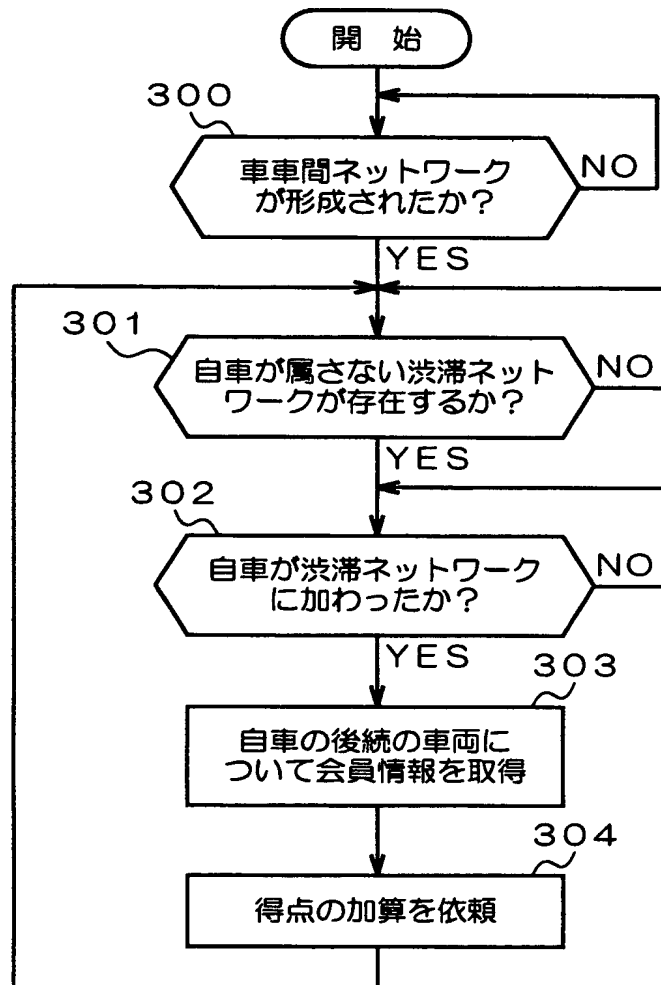 開 始
300
車車間ネットワーク
が形成されたか？
NO
YES
301
自車が属さない渋滞ネット
ワークが存在するか？
NO
YES
302
自車が渋滞ネットワーク
に加わったか？
NO
YES
303
自車の後続の車両に
ついて会員情報を取得
304
得点の加算を依頼